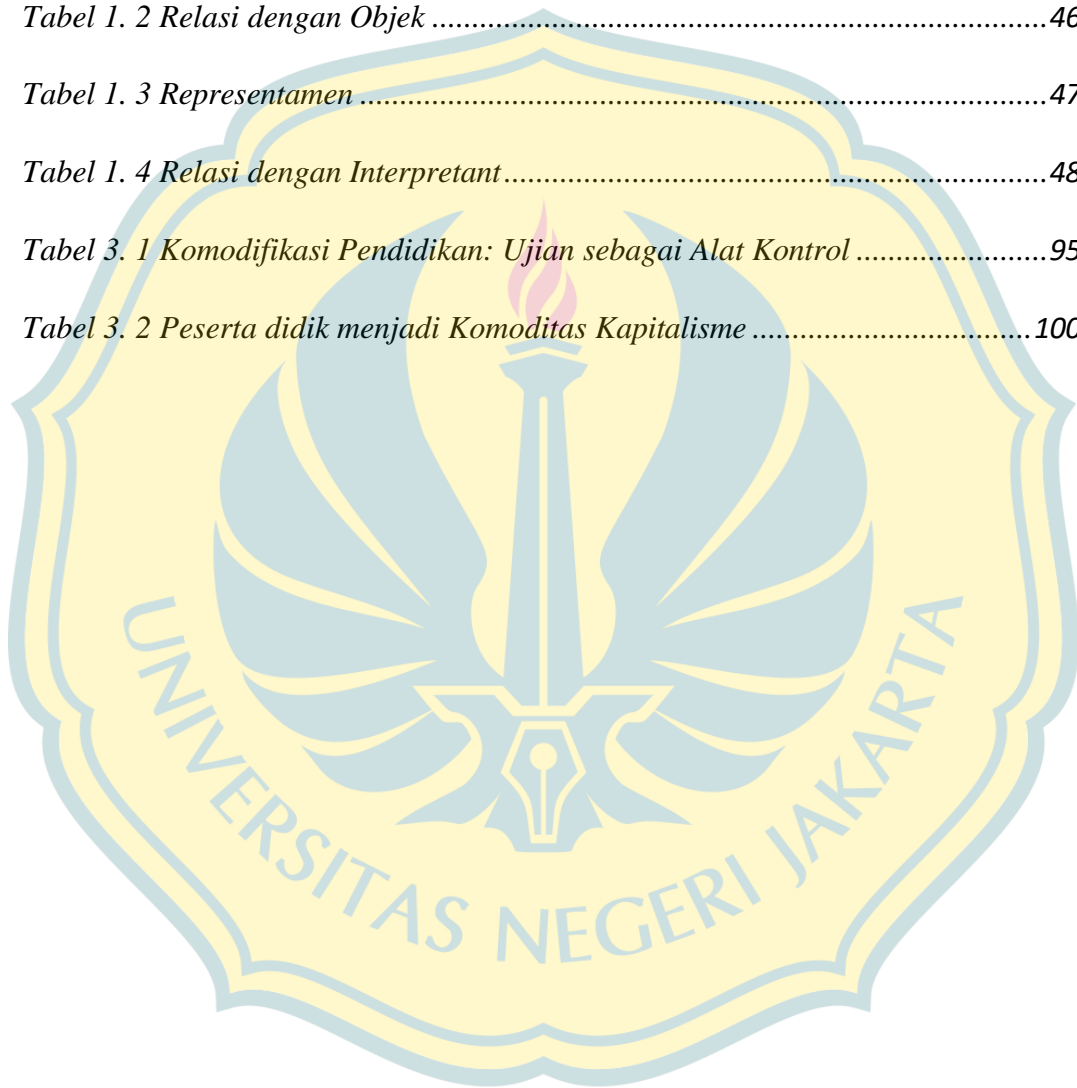 Tabel 1. 2 Relasi dengan Objek ........................................................................................ 46
Tabel 1. 3 Representamen .................................................................................................. 47
Tabel 1. 4 Relasi dengan Interpretant ............................................................................... 48
Tabel 3. 1 Komodifikasi Pendidikan: Ujian sebagai Alat Kontrol ...................... 95
Tabel 3. 2 Peserta didik menjadi Komoditas Kapitalisme ................................... 100
UNIVERSITAS NEGERI JAKARTA